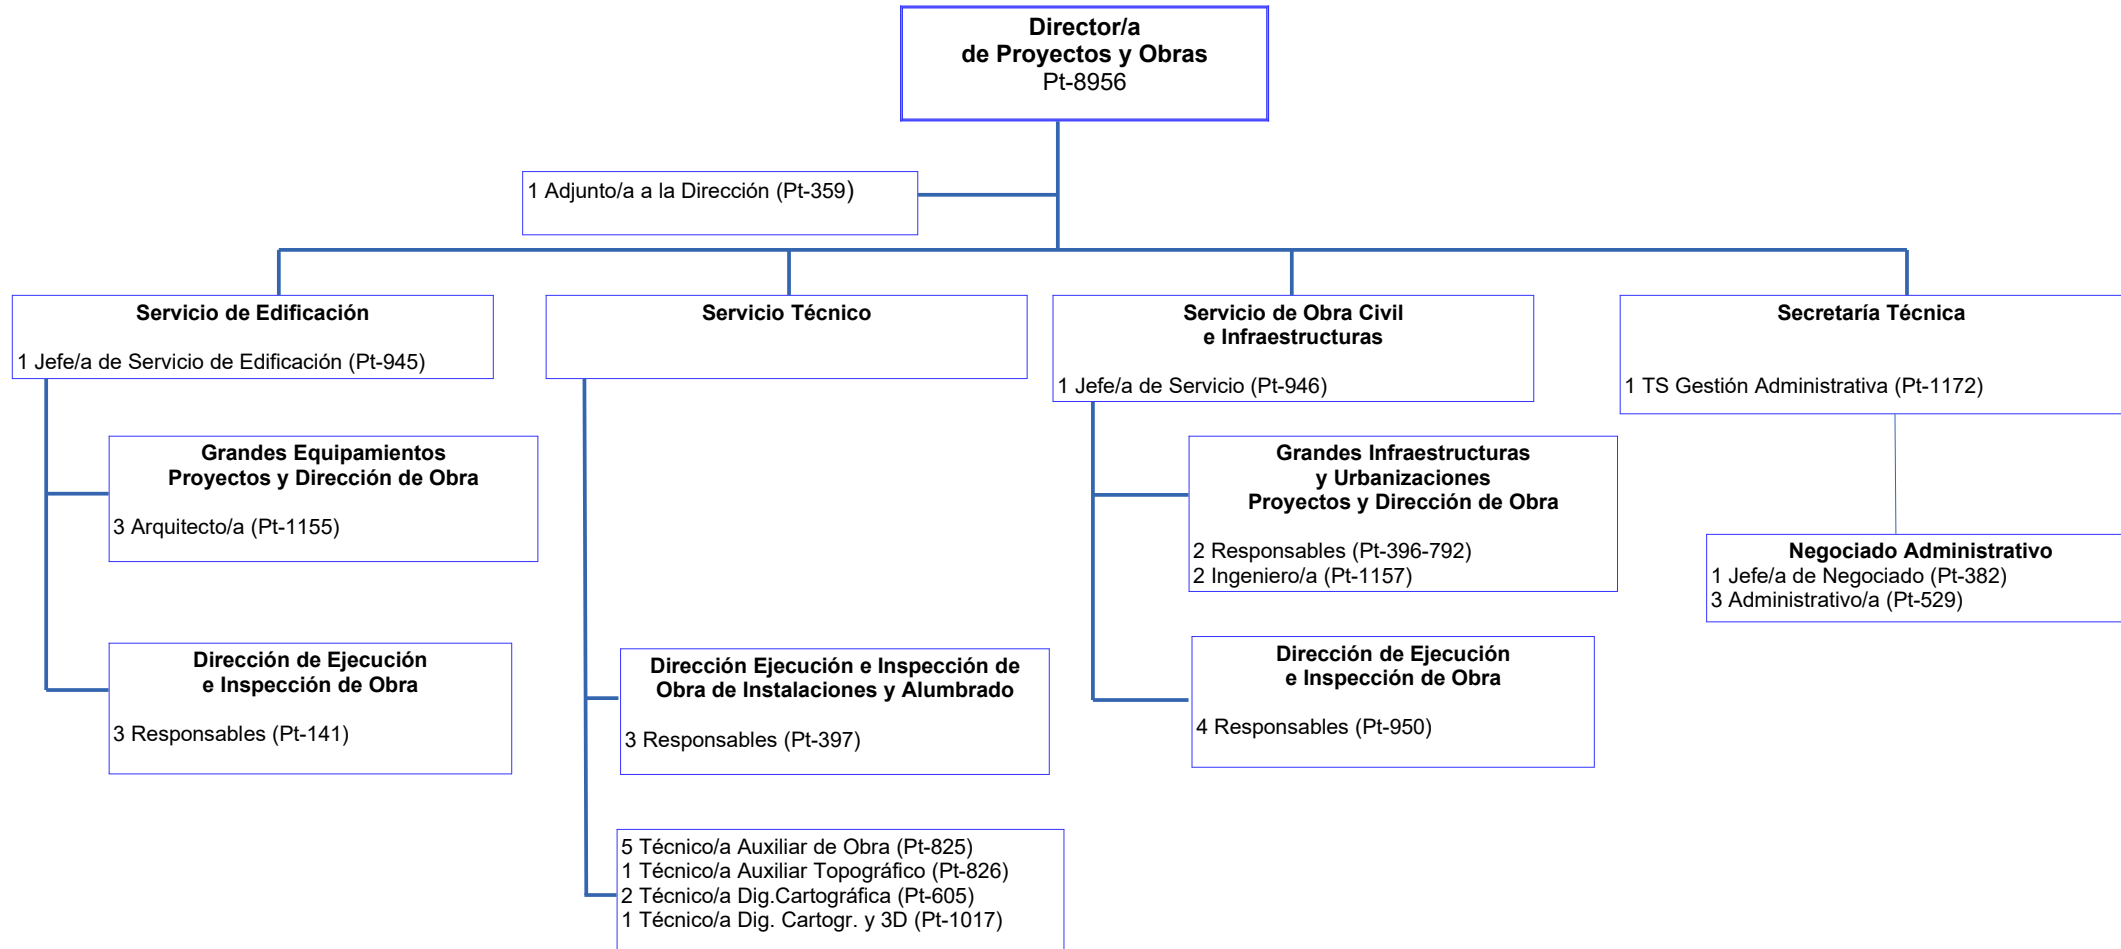 Director/a
de Proyectos y Obras
Pt-8956
1 Adjunto/a a la Dirección (Pt-359)
Servicio de Edificación
1 Jefe/a de Servicio de Edificación (Pt-945)
Servicio Técnico
Servicio de Obra Civil
e Infraestructuras
1 Jefe/a de Servicio (Pt-946)
Secretaría Técnica
1 TS Gestión Administrativa (Pt-1172)
Grandes Equipamientos
Proyectos y Dirección de Obra
3 Arquitecto/a (Pt-1155)
Grandes Infraestructuras
y Urbanizaciones
Proyectos y Dirección de Obra
2 Responsables (Pt-396-792)
2 Ingeniero/a (Pt-1157)
Negociado Administrativo
1 Jefe/a de Negociado (Pt-382)
3 Administrativo/a (Pt-529)
Dirección de Ejecución
e Inspección de Obra
3 Responsables (Pt-141)
Dirección Ejecución e Inspección de
Obra de Instalaciones y Alumbrado
3 Responsables (Pt-397)
Dirección de Ejecución
e Inspección de Obra
4 Responsables (Pt-950)
5 Técnico/a Auxiliar de Obra (Pt-825)
1 Técnico/a Auxiliar Topográfico (Pt-826)
2 Técnico/a Dig.Cartográfica (Pt-605)
1 Técnico/a Dig. Cartogr. y 3D (Pt-1017)